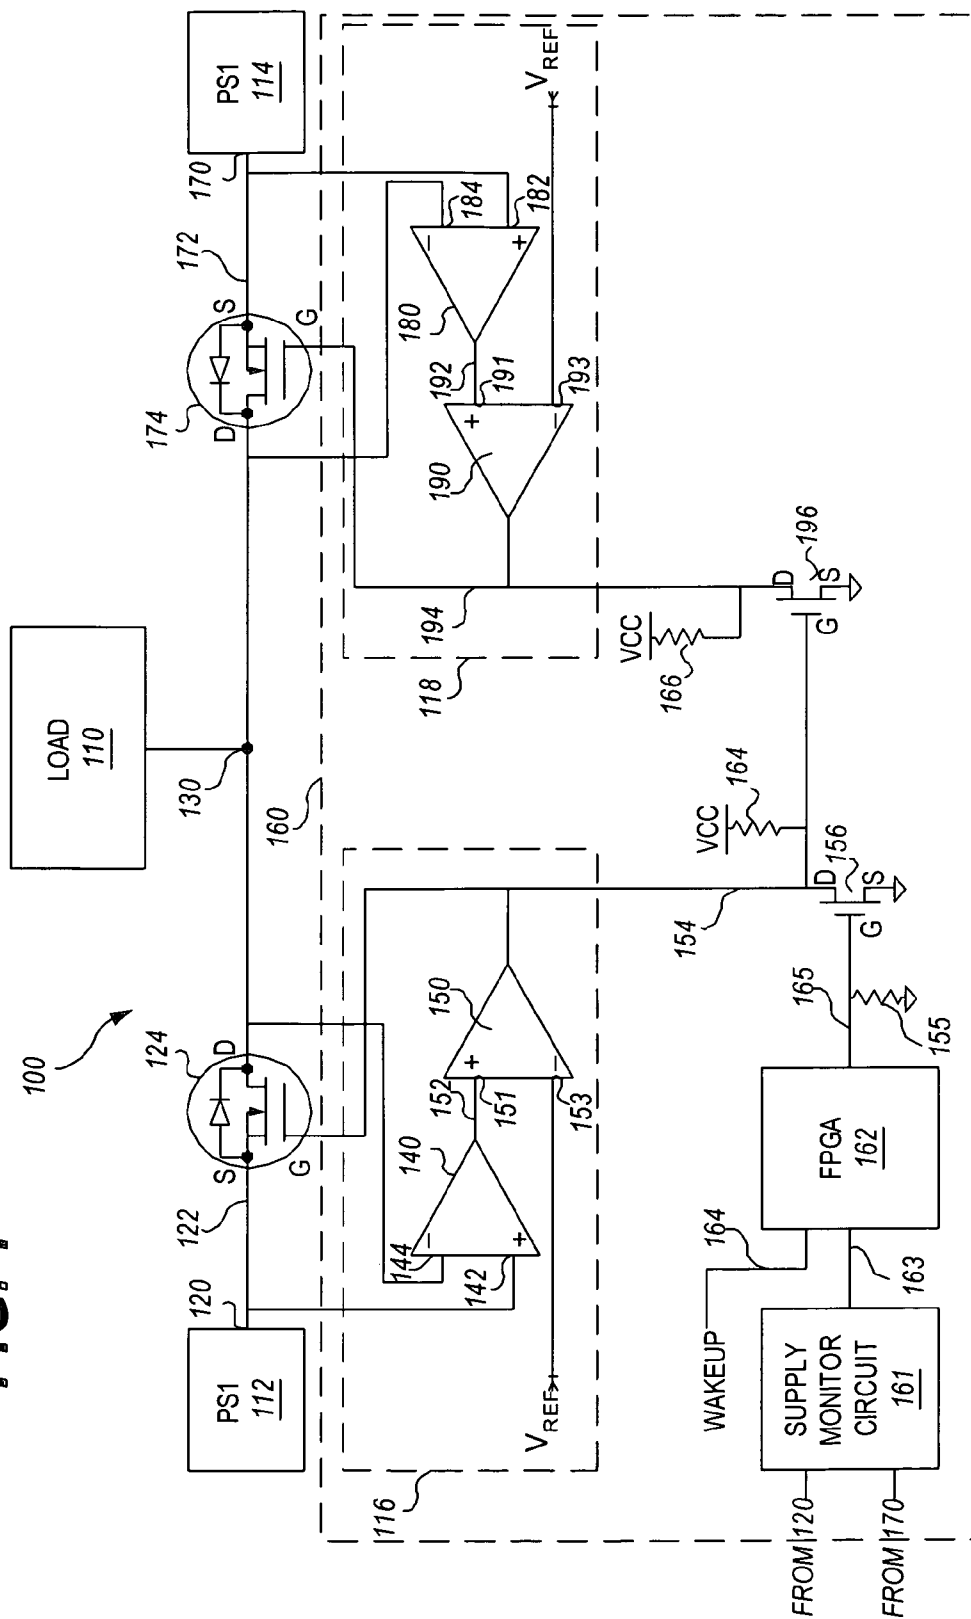 100
LOAD
110
130
PS1
112
120
122
S
D
124
G
PS1
114
170
172
S
D
174
G
160
116
144
142
140
152
151
153
150
VREF
118
184
182
180
192
191
193
190
VREF
194
154
VCC
166
VCC
164
D
G
S
196
D
G
S
156
165
155
FPGA
162
164
163
WAKEUP
SUPPLY
MONITOR
CIRCUIT
161
FROM 120
FROM 170